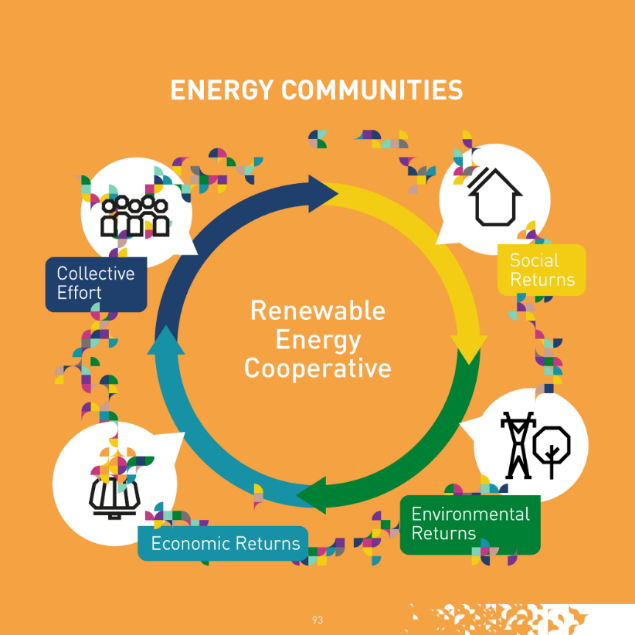 ENERGY COMMUNITIES
Collective
Effort
Social
Returns
Renewable
Energy
Cooperative
Environmental
Returns
Economic Returns
93